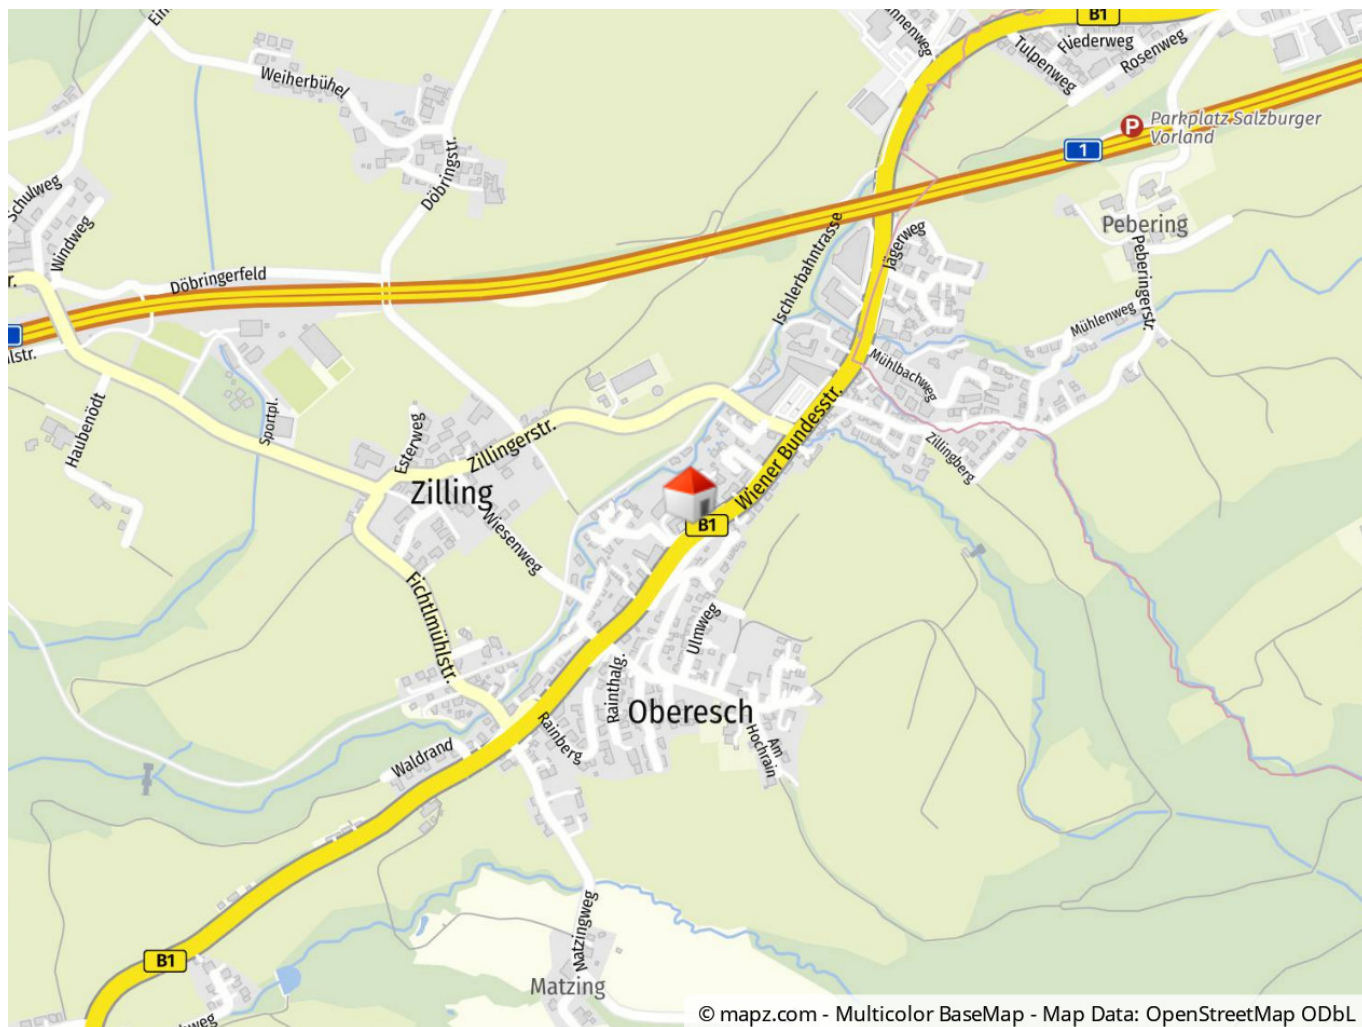 B1
Fliederweg
Tulpenweg
Rosenweg
Weiherbühel
Parkplatz Salzburger
Vorland
1
Döbringstr.
Schulweg
Windweg
Pebering
Jägerweg
Peberingerstr.
Döbringerfeld
Ischlerbahntrasse
Mühlenweg
Mühlbachweg
Haubenödt
Sportpl.
Esterweg
Zillingerstr.
Wiener Bundesstr.
Zillingberg
Zilling
B1
Wiesenweg
Fichtlmühlstr.
Ulmweg
Rainthalg.
Oberesch
Rainberg
Am
Hochrain
Waldrand
Matzingweg
B1
Matzing
© mapz.com - Multicolor BaseMap - Map Data: OpenStreetMap ODbL